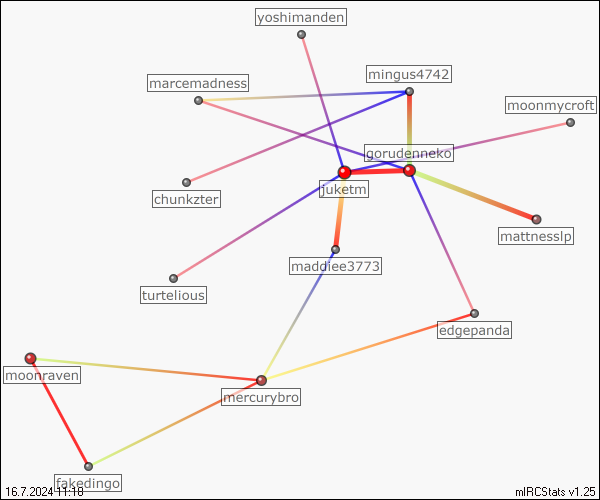 yoshimanden
mingus4742
marcemadness
moonmycroft
gorudenneko
juketm
chunkzter
mattnesslp
maddiee3773
turtelious
edgepanda
moonraven
mercurybro
fakedingo
16.7.2024 11:18
mIRCStats v1.25